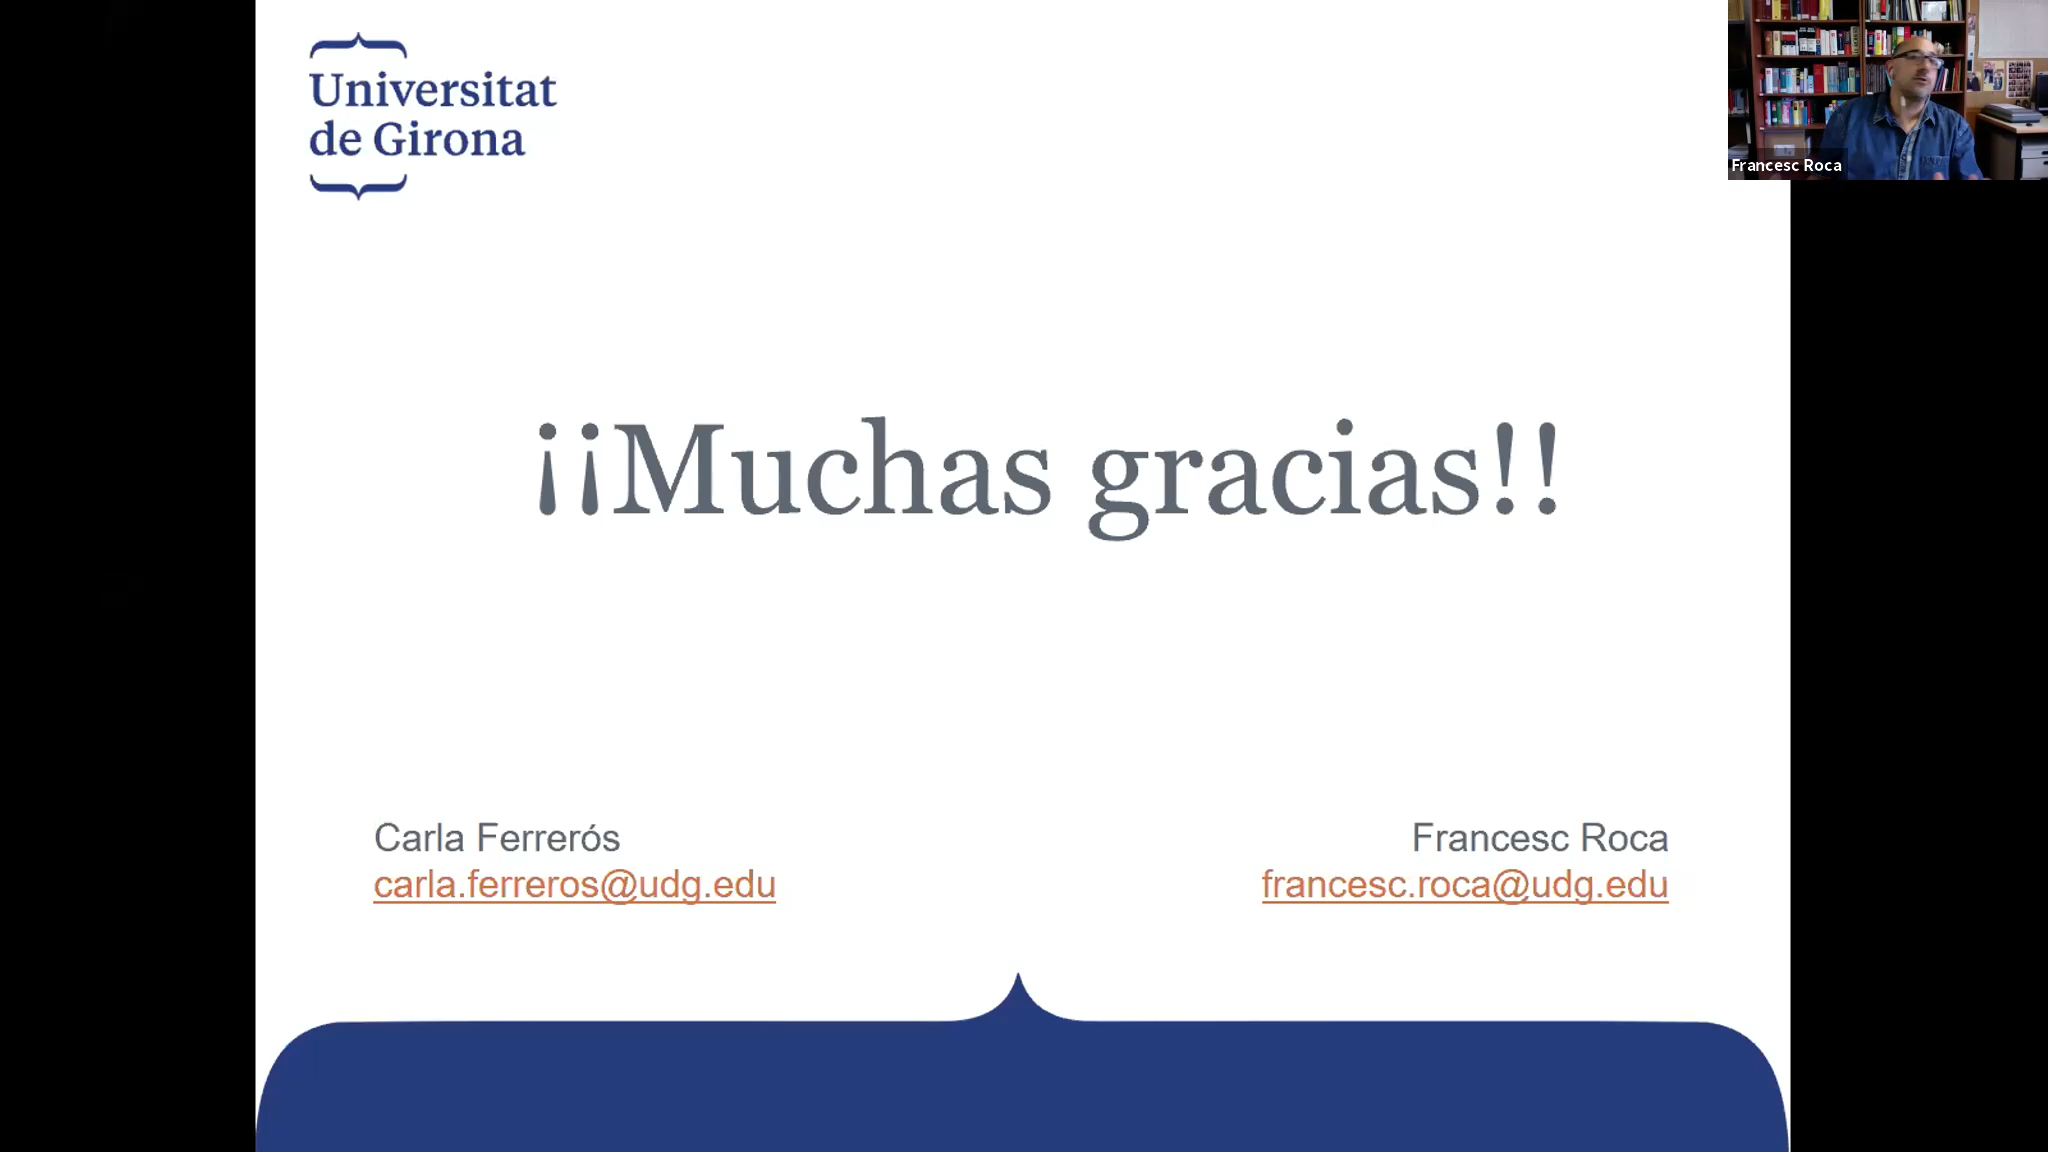 Universitat
de Girona
Francesc Roca
¡¡Muchas gracias!!
Carla Ferrerós
carla.ferreros@udg.edu
Francesc Roca
francesc.roca@udg.edu